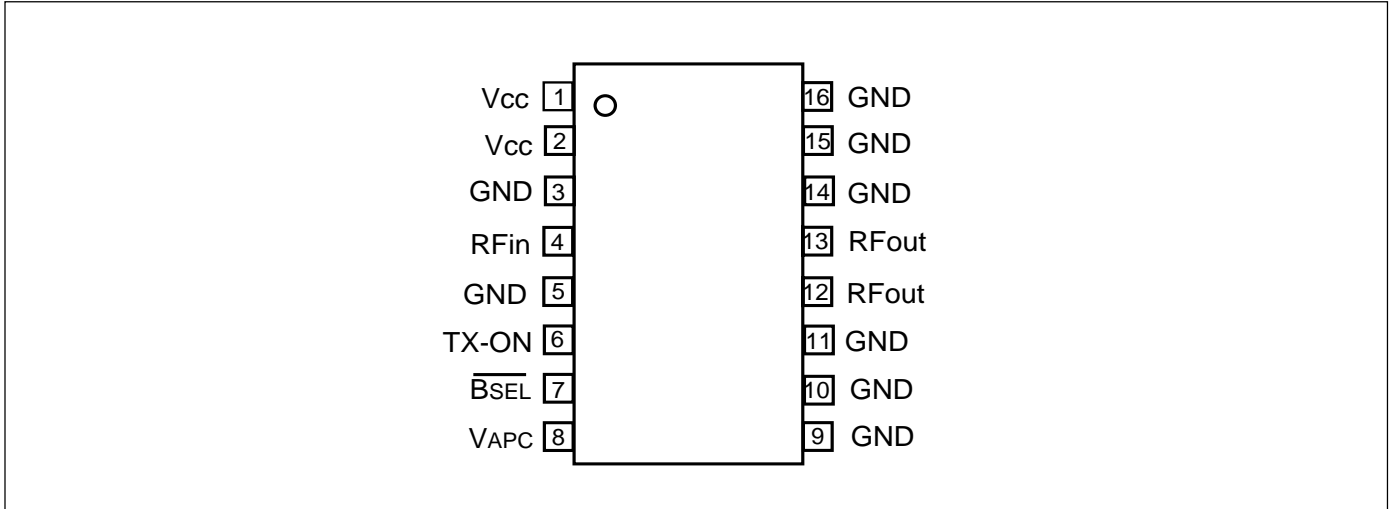 Vcc 1 16 GND
Vcc 2 15 GND
GND 3 14 GND
RFin 4 13 RFout
GND 5 12 RFout
TX-ON 6 11 GND
B̅S̅E̅L̅ 7 10 GND
VAPC 8 9 GND